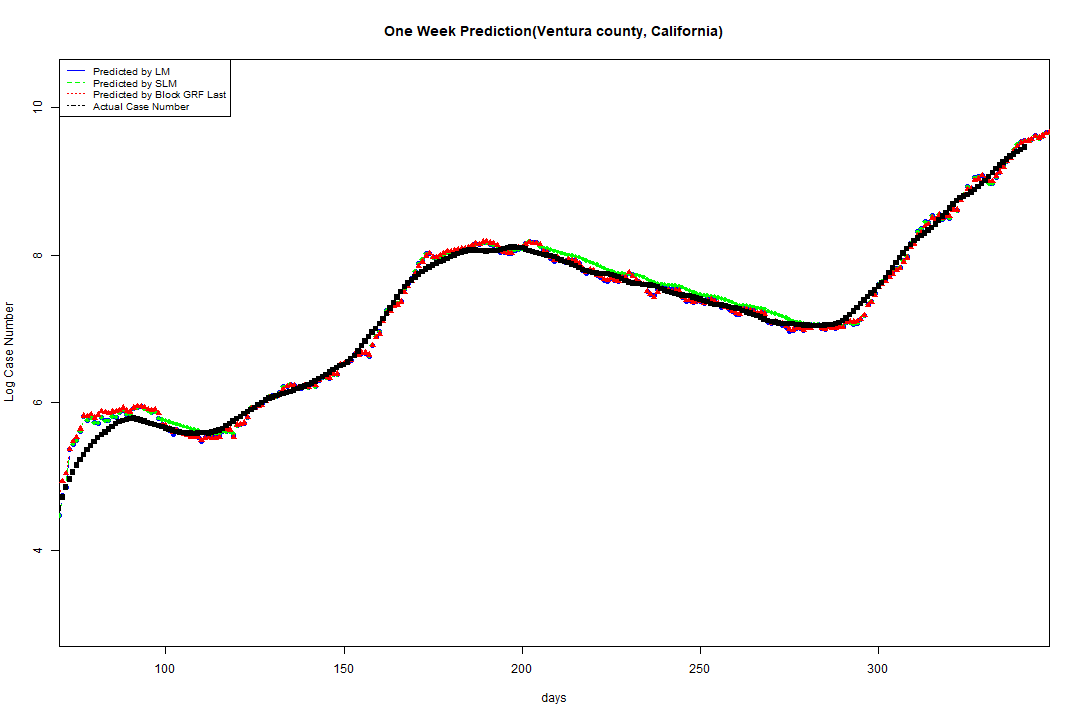 One Week Prediction(Ventura county, California)
Predicted by LM
Predicted by SLM
Predicted by Block GRF Last
Actual Case Number
10
8
6
4
Log Case Number
100 150 200 250 300
days